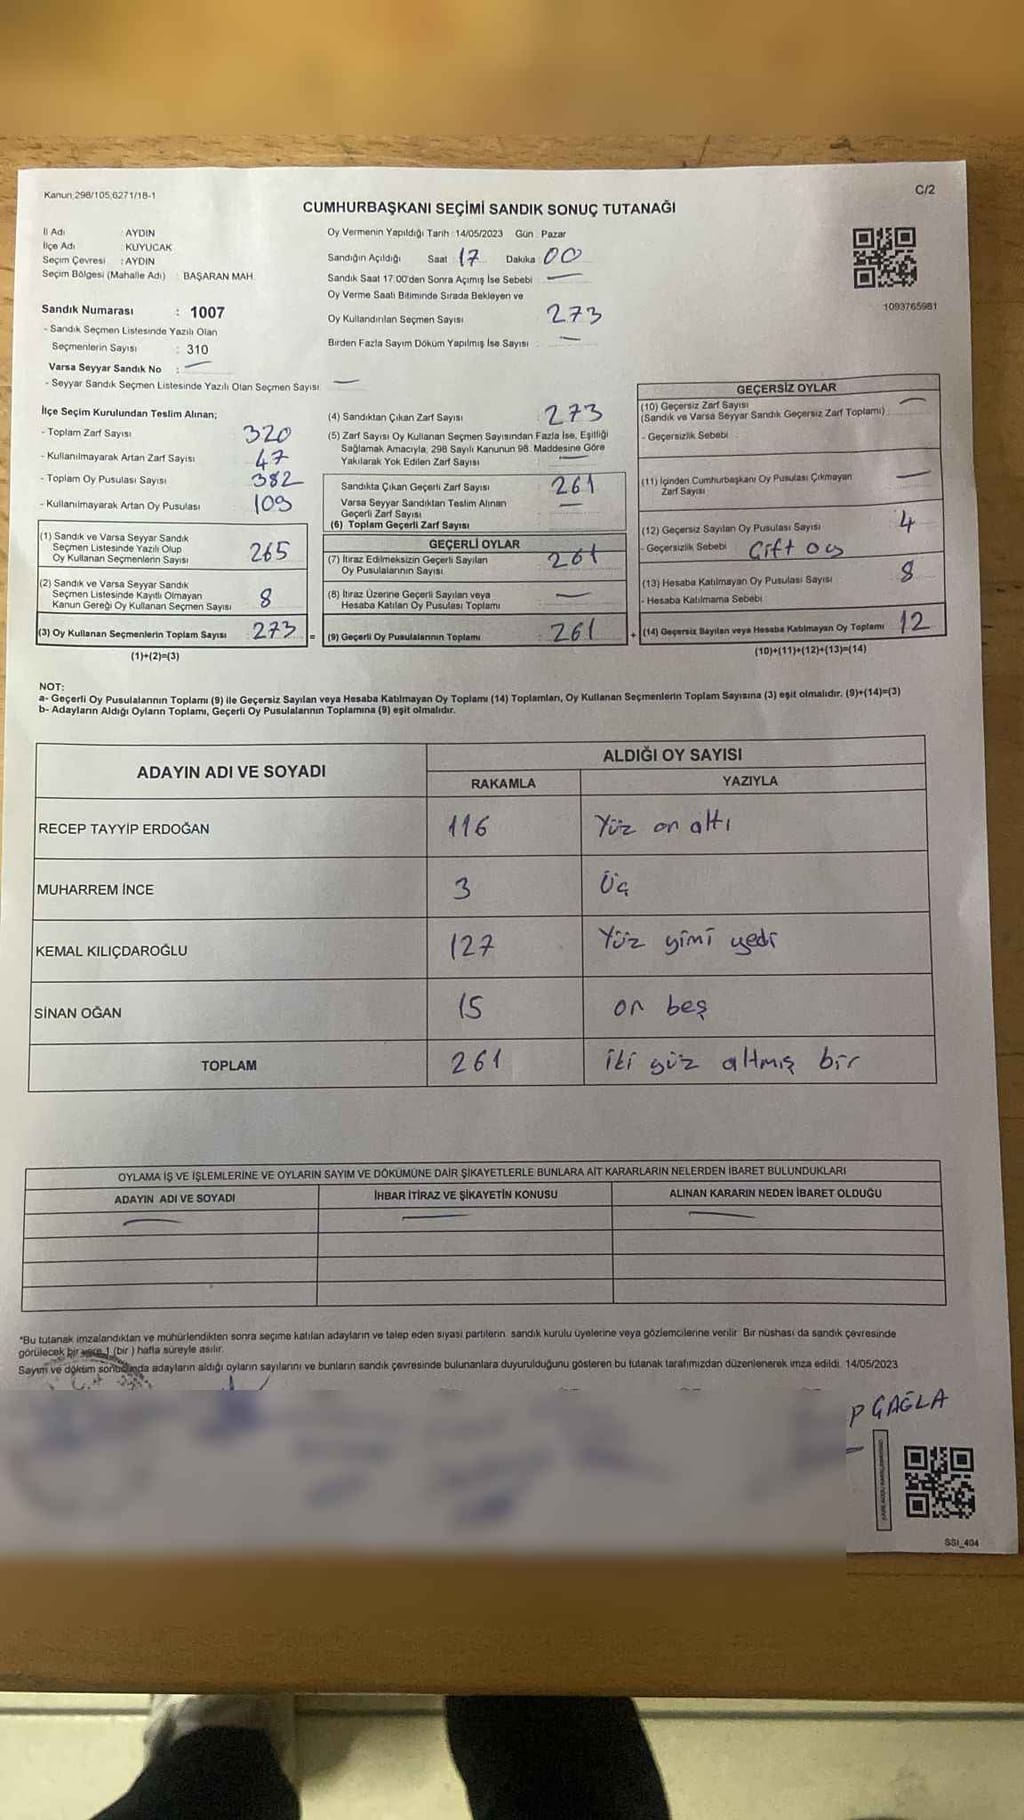 Kanun 298/105,6271/18-1
C/2
CUMHURBAŞKANI SEÇİMİ SANDIK SONUÇ TUTANAĞI
İl Adı : AYDIN
İlçe Adı : KUYUCAK
Seçim Çevresi : AYDIN
Seçim Bölgesi (Mahalle Adı) : BAŞARAN MAH.
Sandık Numarası : 1007
- Sandık Seçmen Listesinde Yazılı Olan
Seçmenlerin Sayısı : 310
Varsa Seyyar Sandık No : —
- Seyyar Sandık Seçmen Listesinde Yazılı Olan Seçmen Sayısı —
Oy Vermenin Yapıldığı Tarih 14/05/2023 Gün Pazar
Sandığın Açıldığı Saat 17 Dakika 00
Sandık Saat 17.00'den Sonra Açımış İse Sebebi —
Oy Verme Saati Bitiminde Sırada Bekleyen ve
Oy Kullandırılan Seçmen Sayısı 273
Birden Fazla Sayım Döküm Yapılmış İse Sayısı : —
1093765981
İlçe Seçim Kurulundan Teslim Alınan;
- Toplam Zarf Sayısı 320
- Kullanılmayarak Artan Zarf Sayısı 47
- Toplam Oy Pusulası Sayısı 382
- Kullanılmayarak Artan Oy Pusulası 109
(1) Sandık ve Varsa Seyyar Sandık
Seçmen Listesinde Yazılı Olup
Oy Kullanan Seçmenlerin Sayısı 265
(2) Sandık ve Varsa Seyyar Sandık
Seçmen Listesinde Kayıtlı Olmayan
Kanun Gereği Oy Kullanan Seçmen Sayısı 8
(3) Oy Kullanan Seçmenlerin Toplam Sayısı 273 =
(1)+(2)=(3)
(4) Sandıktan Çıkan Zarf Sayısı 273
(5) Zarf Sayısı Oy Kullanan Seçmen Sayısından Fazla İse, Eşitliği
Sağlamak Amacıyla, 298 Sayılı Kanunun 98. Maddesine Göre
Yakılarak Yok Edilen Zarf Sayısı —
Sandıkta Çıkan Geçerli Zarf Sayısı 261
Varsa Seyyar Sandıktan Teslim Alınan —
Geçerli Zarf Sayısı
(6) Toplam Geçerli Zarf Sayısı
GEÇERLİ OYLAR
(7) İtiraz Edilmeksizin Geçerli Sayılan
Oy Pusulalarının Sayısı 261
(8) İtiraz Üzerine Geçerli Sayılan veya
Hesaba Katılan Oy Pusulası Toplamı —
(9) Geçerli Oy Pusulalarının Toplamı : 261 +
GEÇERSİZ OYLAR
(10) Geçersiz Zarf Sayısı —
(Sandık ve Varsa Seyyar Sandık Geçersiz Zarf Toplamı)
- Geçersizlik Sebebi
(11) İçinden Cumhurbaşkanı Oy Pusulası Çıkmayan
Zarf Sayısı —
(12) Geçersiz Sayılan Oy Pusulası Sayısı 4
- Geçersizlik Sebebi Çift oy
(13) Hesaba Katılmayan Oy Pusulası Sayısı 8
- Hesaba Katılmama Sebebi
(14) Geçersiz Sayılan veya Hesaba Katılmayan Oy Toplamı 12
(10)+(11)+(12)+(13)=(14)
NOT:
a- Geçerli Oy Pusulalarının Toplamı (9) ile Geçersiz Sayılan veya Hesaba Katılmayan Oy Toplamı (14) Toplamları, Oy Kullanan Seçmenlerin Toplam Sayısına (3) eşit olmalıdır. (9)+(14)=(3)
b- Adayların Aldığı Oyların Toplamı, Geçerli Oy Pusulalarının Toplamına (9) eşit olmalıdır.
ADAYIN ADI VE SOYADI
ALDIĞI OY SAYISI
RAKAMLA YAZIYLA
RECEP TAYYİP ERDOĞAN 116 Yüz on altı
MUHARREM İNCE 3 Üç
KEMAL KILIÇDAROĞLU 127 Yüz yimi yedi
SİNAN OĞAN 15 on beş
TOPLAM 261 iki yüz altmış bir
OYLAMA İŞ VE İŞLEMLERİNE VE OYLARIN SAYIM VE DÖKÜMÜNE DAİR ŞİKAYETLERLE BUNLARA AİT KARARLARIN NELERDEN İBARET BULUNDUKLARI
ADAYIN ADI VE SOYADI İHBAR İTİRAZ VE ŞİKAYETİN KONUSU ALINAN KARARIN NEDEN İBARET OLDUĞU
— — —
*Bu tutanak imzalandıktan ve mühürlendikten sonra seçime katılan adayların ve talep eden siyasi partilerin sandık kurulu üyelerine veya gözlemcilerine verilir. Bir nüshası da sandık çevresinde
görülecek bir yere 1 (bir) hafta süreyle asılır.
Sayım ve döküm sonucunda adayların aldığı oyların sayılarını ve bunların sandık çevresinde bulunanlara duyurulduğunu gösteren bu tutanak tarafımızdan düzenlenerek imza edildi. 14/05/2023
P ÇAĞLA
SSI_404